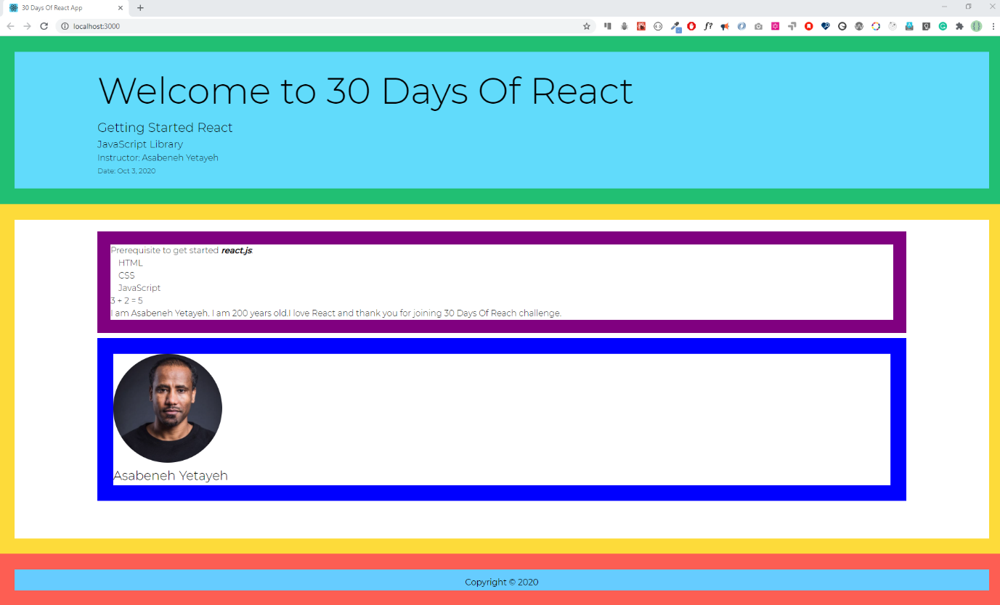 30 Days Of React App
localhost:3000
Welcome to 30 Days Of React
Getting Started React
JavaScript Library
Instructor: Asabeneh Yetayeh
Date: Oct 3, 2020
Prerequisite to get started react.js:
HTML
CSS
JavaScript
3 + 2 = 5
I am Asabeneh Yetayeh. I am 200 years old.I love React and thank you for joining 30 Days Of Reach challenge.
Asabeneh Yetayeh
Copyright © 2020